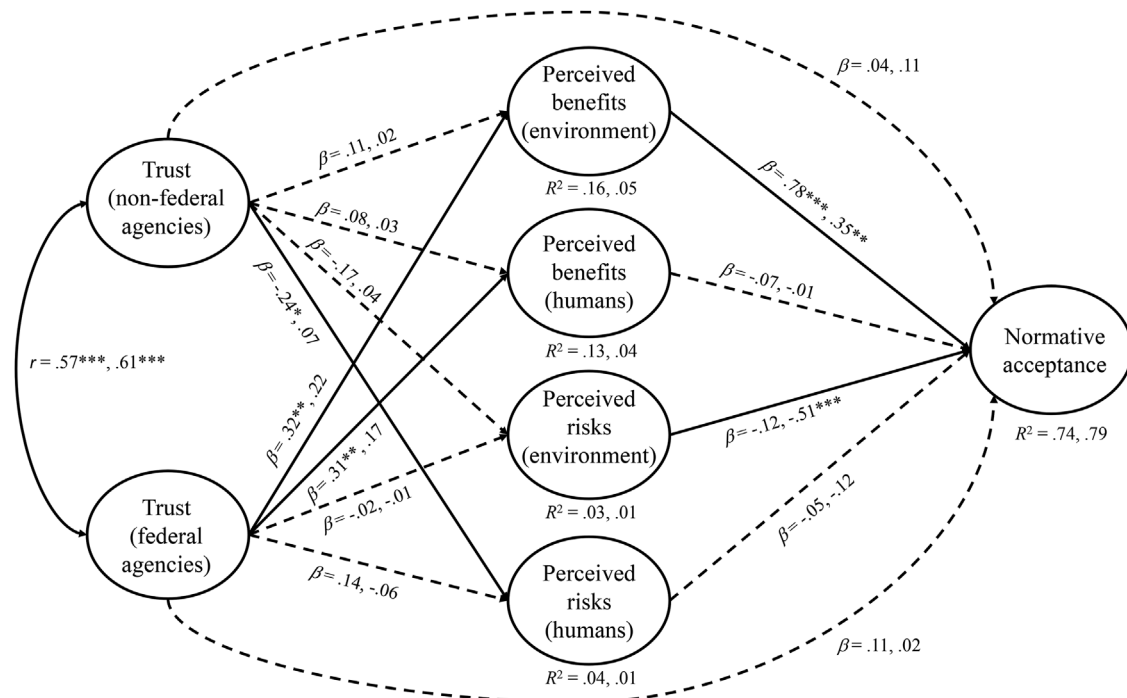 β = .04, .11
Perceived
benefits
(environment)
R² = .16, .05
Trust
(non-federal
agencies)
β = .11, .02
β = .78***, .35**
β = .08, .03
β = -.17, .04
β = -.24*, .07
Perceived
benefits
(humans)
R² = .13, .04
β = -.07, -.01
Normative
acceptance
R² = .74, .79
r = .57***, .61***
β = .32**, .22
β = .31**, .17
β = -.02, -.01
Perceived
risks
(environment)
R² = .03, .01
β = -.12, -.51***
β = -.05, -.12
Trust
(federal
agencies)
β = .14, -.06
Perceived
risks
(humans)
R² = .04, .01
β = .11, .02